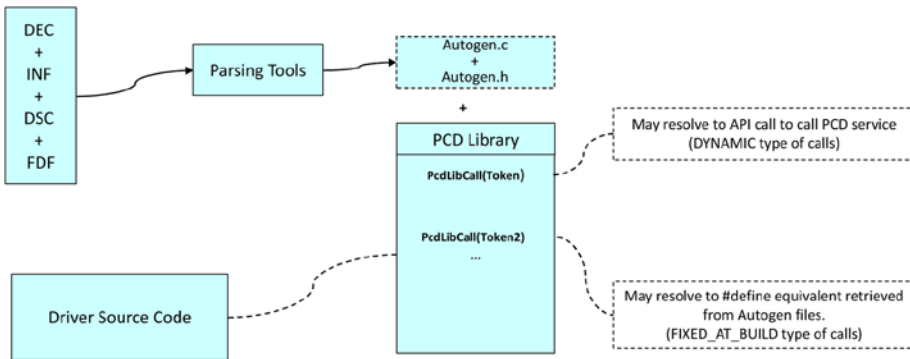 DEC
+
INF
+
DSC
+
FDF
Parsing Tools
Autogen.c
+
Autogen.h
+
PCD Library
PcdLibCall(Token)
PcdLibCall(Token2)
...
May resolve to API call to call PCD service
(DYNAMIC type of calls)
May resolve to #define equivalent retrieved
from Autogen files.
(FIXED_AT_BUILD type of calls)
Driver Source Code